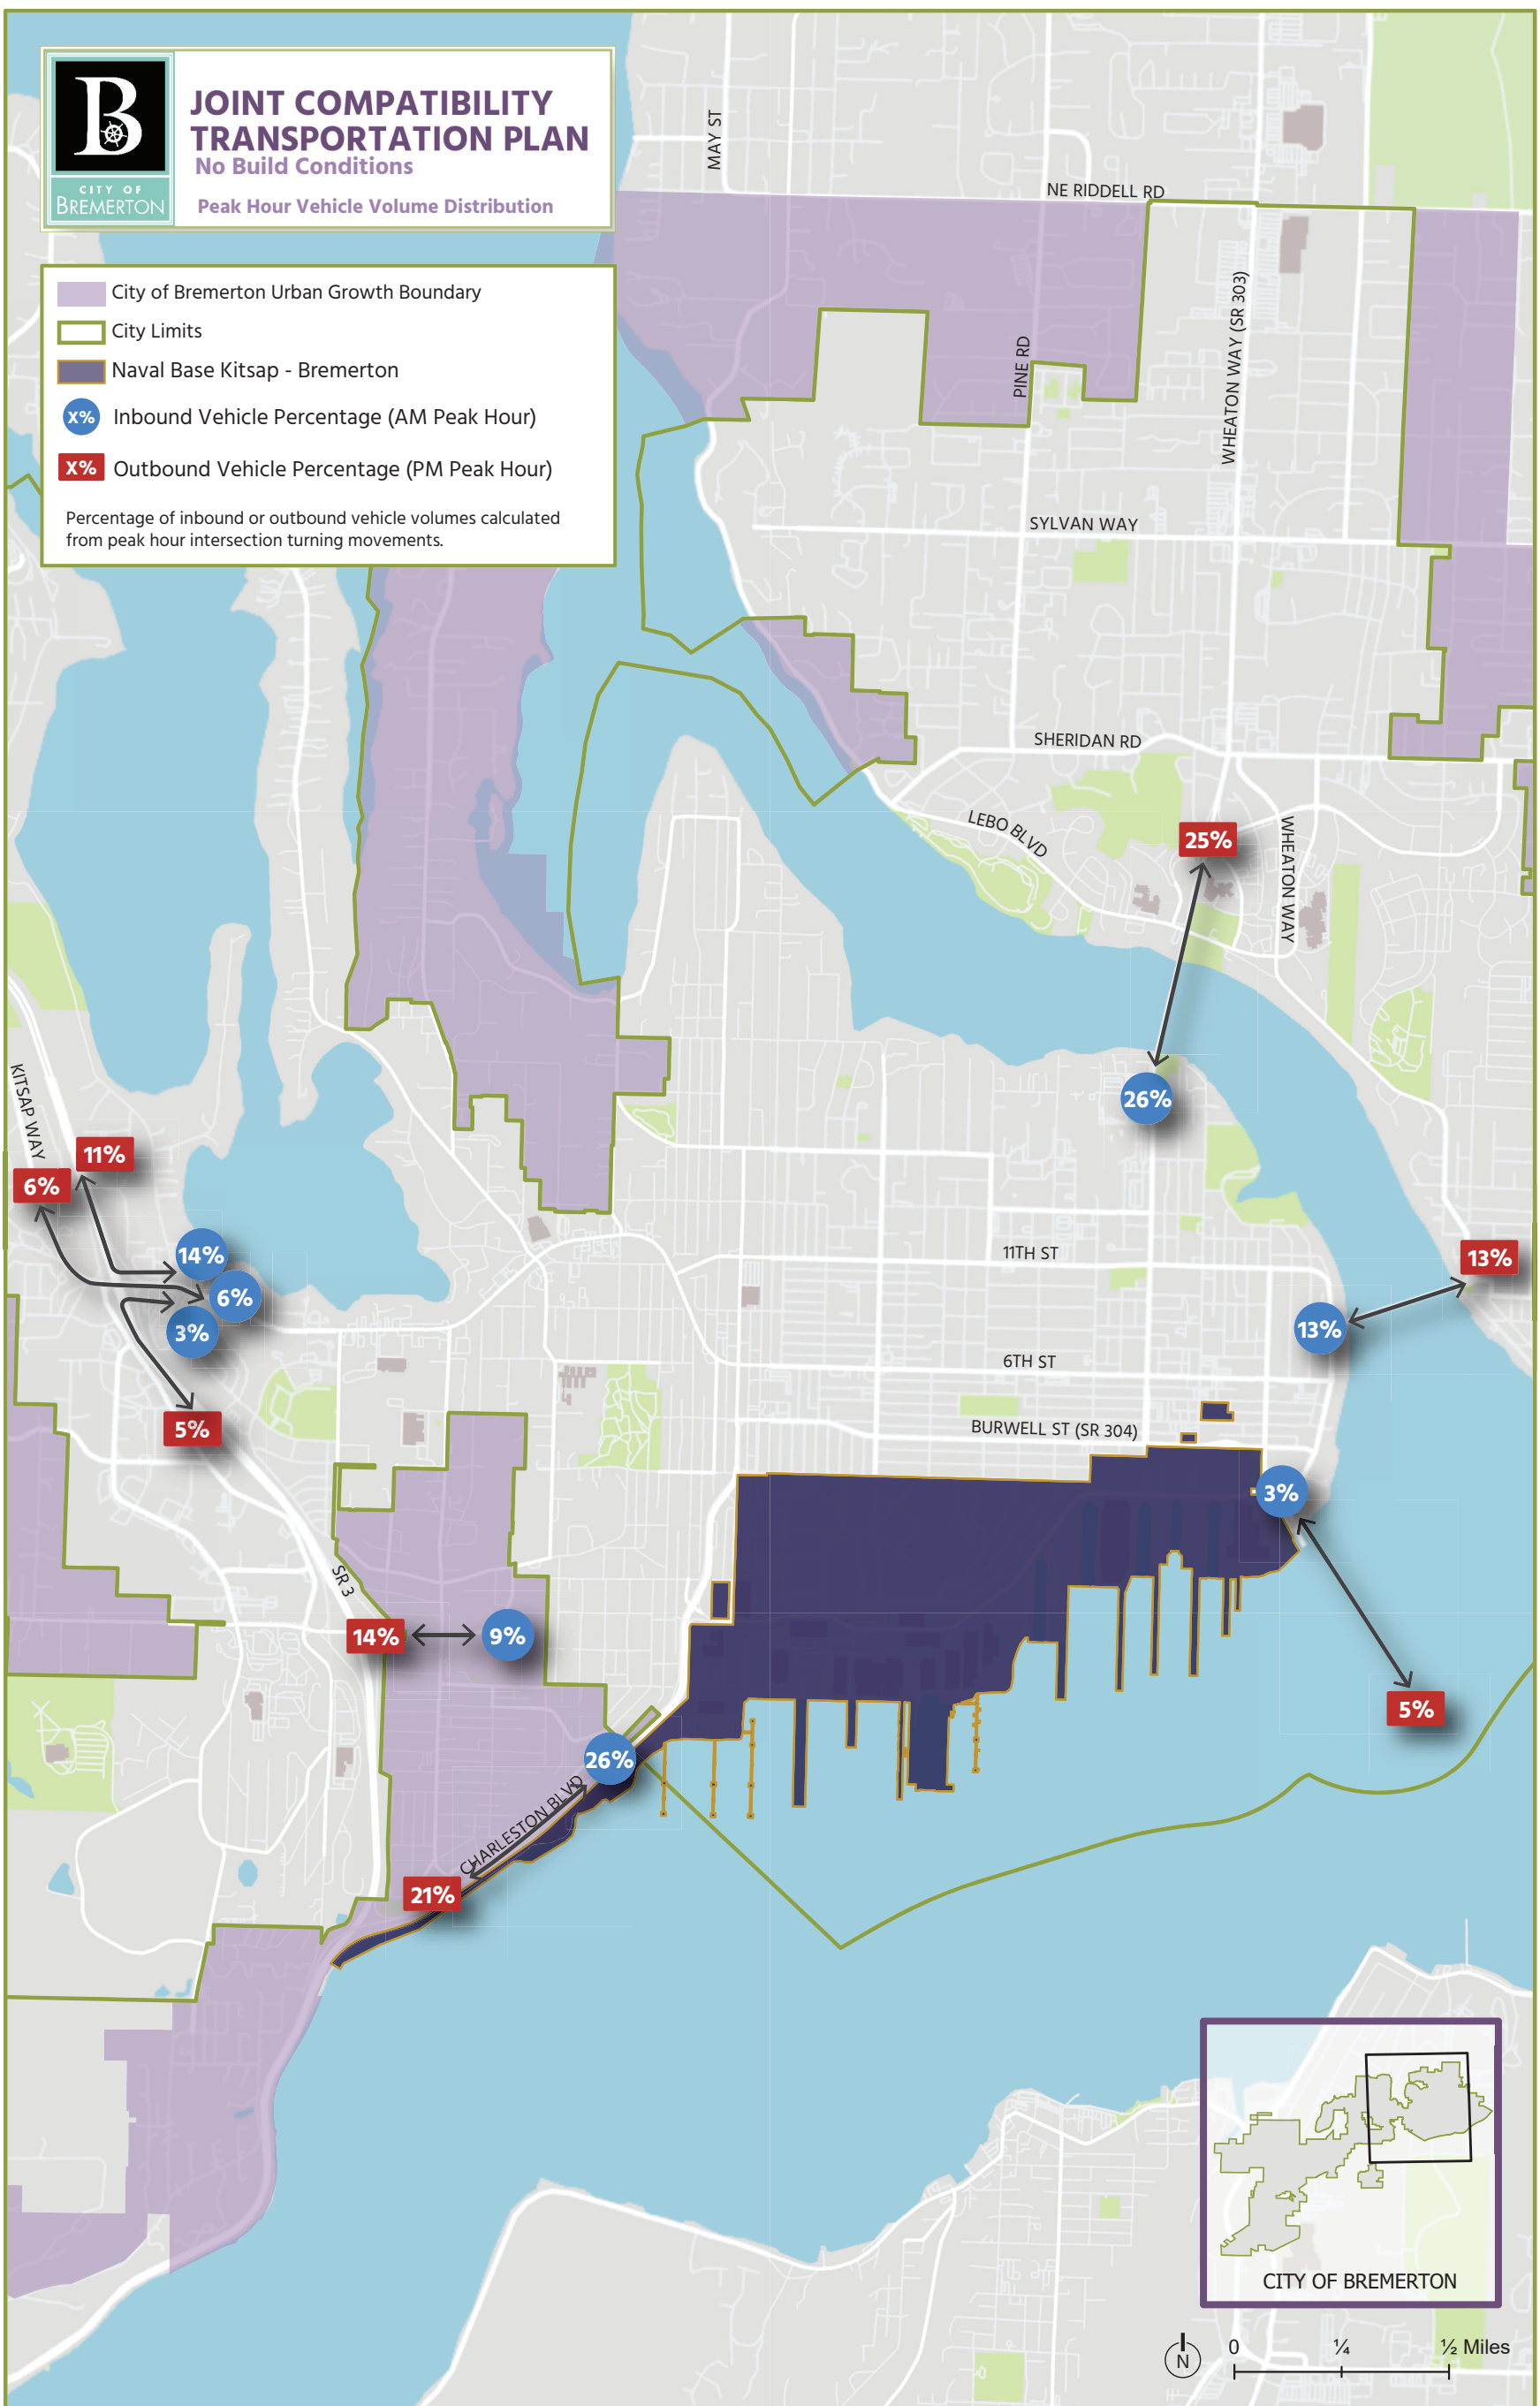 B
CITY OF
BREMERTON
JOINT COMPATIBILITY
TRANSPORTATION PLAN
No Build Conditions
Peak Hour Vehicle Volume Distribution
City of Bremerton Urban Growth Boundary
City Limits
Naval Base Kitsap - Bremerton
X% Inbound Vehicle Percentage (AM Peak Hour)
X% Outbound Vehicle Percentage (PM Peak Hour)
Percentage of inbound or outbound vehicle volumes calculated
from peak hour intersection turning movements.
MAY ST
NE RIDDELL RD
PINE RD
WHEATON WAY (SR 303)
SYLVAN WAY
SHERIDAN RD
LEBO BLVD
25%
WHEATON WAY
26%
KITSAP WAY
11%
6%
14%
6%
3%
5%
11TH ST
13%
13%
6TH ST
BURWELL ST (SR 304)
3%
SR 3
14%
9%
5%
26%
CHARLESTON BLVD
21%
CITY OF BREMERTON
N
0 ¼ ½ Miles